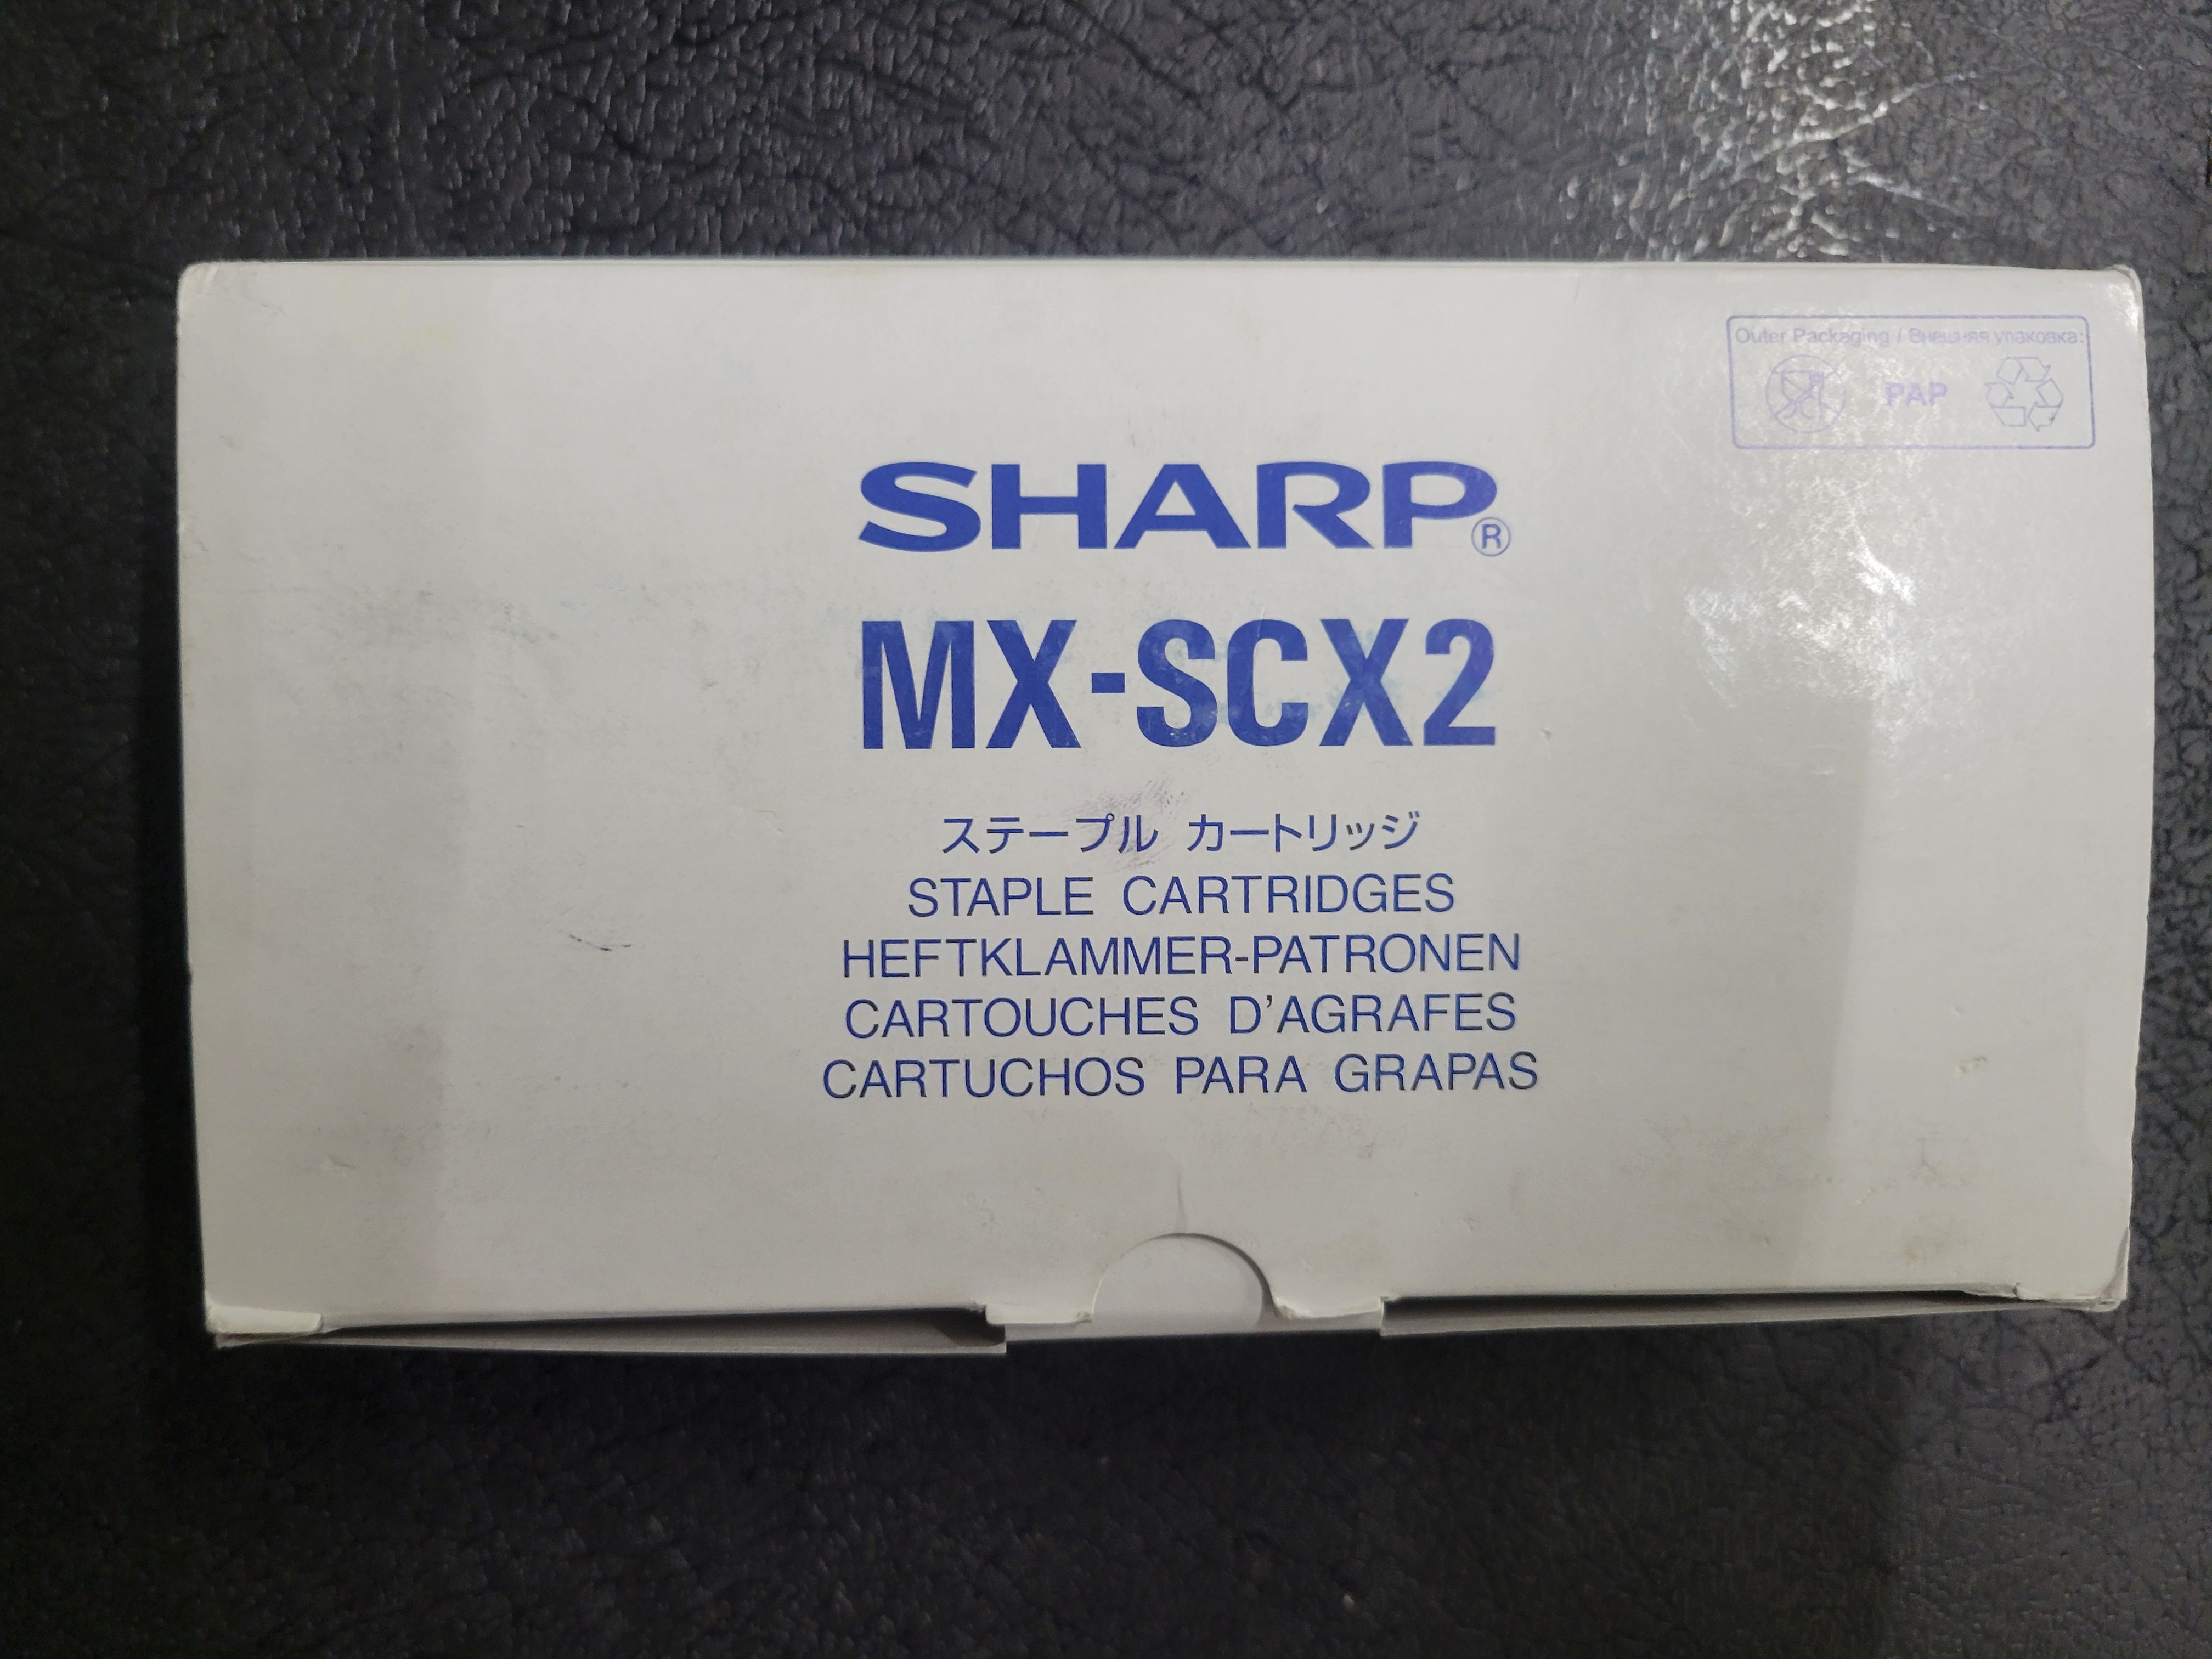 Outer Packaging / Внешняя упаковка:
PAP
SHARP®
MX-SCX2
ステープル カートリッジ
STAPLE CARTRIDGES
HEFTKLAMMER-PATRONEN
CARTOUCHES D'AGRAFES
CARTUCHOS PARA GRAPAS